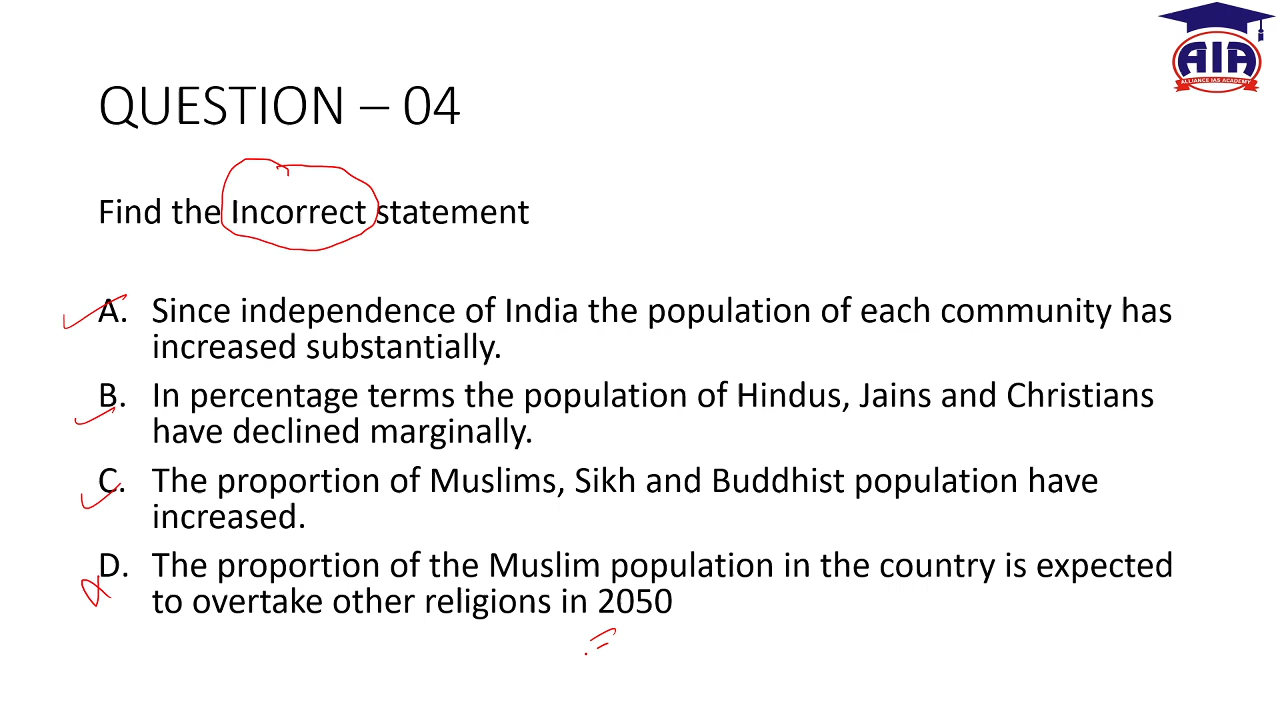 AIA
ALLIANCE IAS ACADEMY
QUESTION – 04
Find the Incorrect statement
A. Since independence of India the population of each community has
increased substantially.
B. In percentage terms the population of Hindus, Jains and Christians
have declined marginally.
C. The proportion of Muslims, Sikh and Buddhist population have
increased.
D. The proportion of the Muslim population in the country is expected
to overtake other religions in 2050